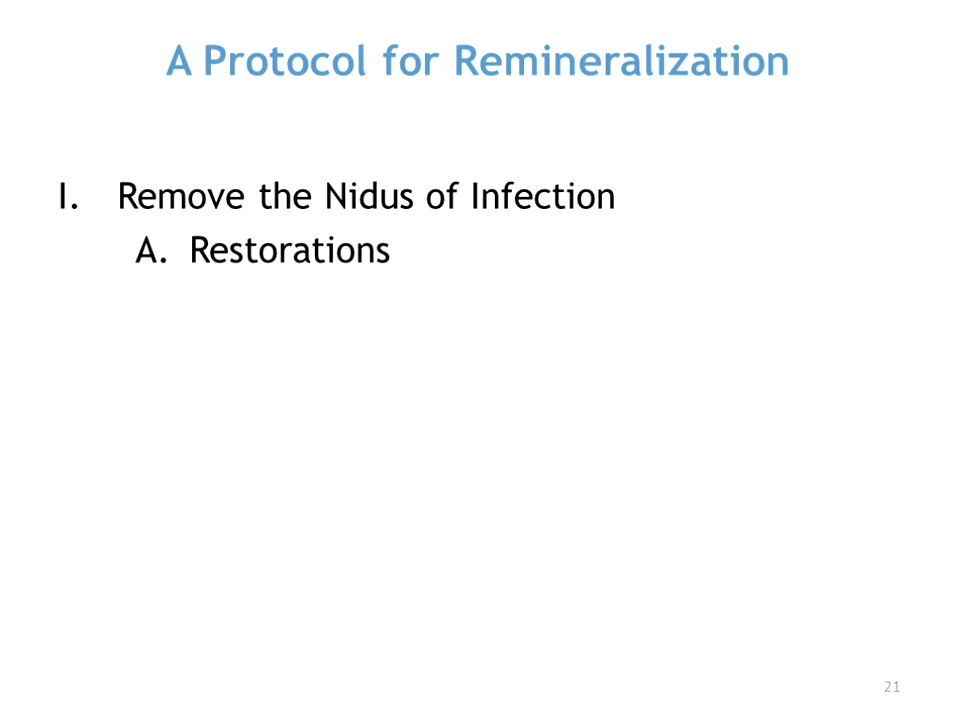 A Protocol for Remineralization
I. Remove the Nidus of Infection
A. Restorations
21